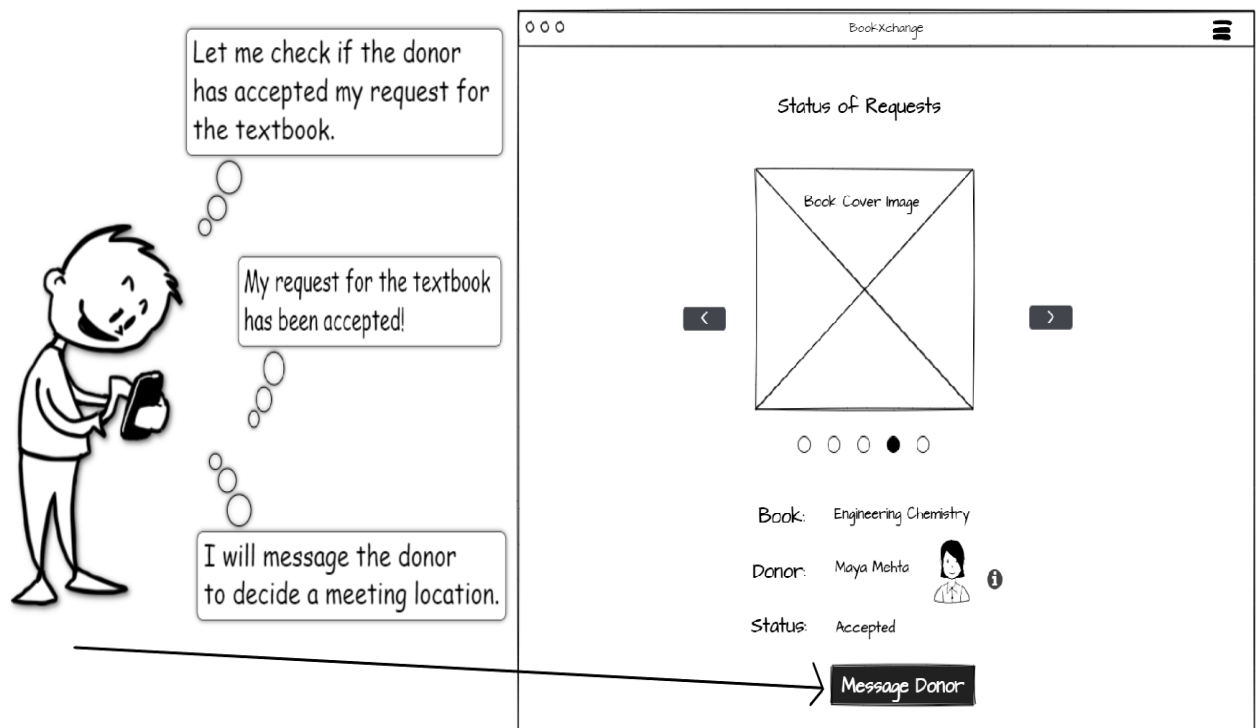 Let me check if the donor
has accepted my request for
the textbook.
My request for the textbook
has been accepted!
I will message the donor
to decide a meeting location.
BookXchange
Status of Requests
Book Cover Image
<
>
Book: Engineering Chemistry
Donor: Maya Mehta
i
Status: Accepted
Message Donor